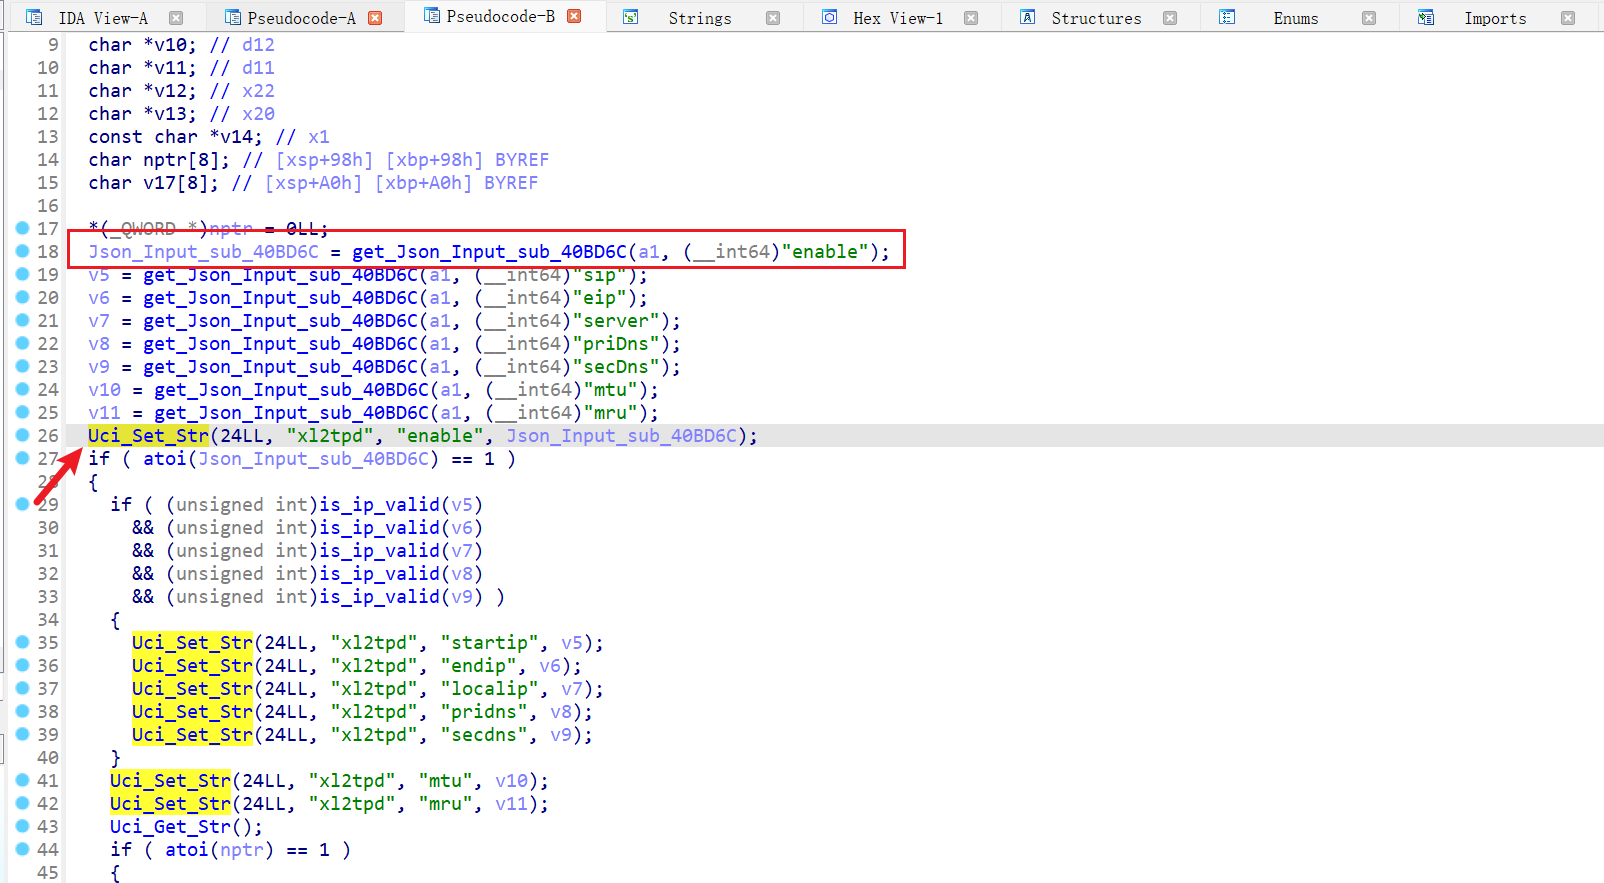 IDA View-A Pseudocode-A Pseudocode-B Strings Hex View-1 Structures Enums Imports
9 char *v10; // d12
10 char *v11; // d11
11 char *v12; // x22
12 char *v13; // x20
13 const char *v14; // x1
14 char nptr[8]; // [xsp+98h] [xbp+98h] BYREF
15 char v17[8]; // [xsp+A0h] [xbp+A0h] BYREF
16
17 *(_QWORD *)nptr = 0LL;
18 Json_Input_sub_40BD6C = get_Json_Input_sub_40BD6C(a1, (__int64)"enable");
19 v5 = get_Json_Input_sub_40BD6C(a1, (__int64)"sip");
20 v6 = get_Json_Input_sub_40BD6C(a1, (__int64)"eip");
21 v7 = get_Json_Input_sub_40BD6C(a1, (__int64)"server");
22 v8 = get_Json_Input_sub_40BD6C(a1, (__int64)"priDns");
23 v9 = get_Json_Input_sub_40BD6C(a1, (__int64)"secDns");
24 v10 = get_Json_Input_sub_40BD6C(a1, (__int64)"mtu");
25 v11 = get_Json_Input_sub_40BD6C(a1, (__int64)"mru");
26 Uci_Set_Str(24LL, "xl2tpd", "enable", Json_Input_sub_40BD6C);
27 if ( atoi(Json_Input_sub_40BD6C) == 1 )
28 {
29 if ( (unsigned int)is_ip_valid(v5)
30 && (unsigned int)is_ip_valid(v6)
31 && (unsigned int)is_ip_valid(v7)
32 && (unsigned int)is_ip_valid(v8)
33 && (unsigned int)is_ip_valid(v9) )
34 {
35 Uci_Set_Str(24LL, "xl2tpd", "startip", v5);
36 Uci_Set_Str(24LL, "xl2tpd", "endip", v6);
37 Uci_Set_Str(24LL, "xl2tpd", "localip", v7);
38 Uci_Set_Str(24LL, "xl2tpd", "pridns", v8);
39 Uci_Set_Str(24LL, "xl2tpd", "secdns", v9);
40 }
41 Uci_Set_Str(24LL, "xl2tpd", "mtu", v10);
42 Uci_Set_Str(24LL, "xl2tpd", "mru", v11);
43 Uci_Get_Str();
44 if ( atoi(nptr) == 1 )
45 {